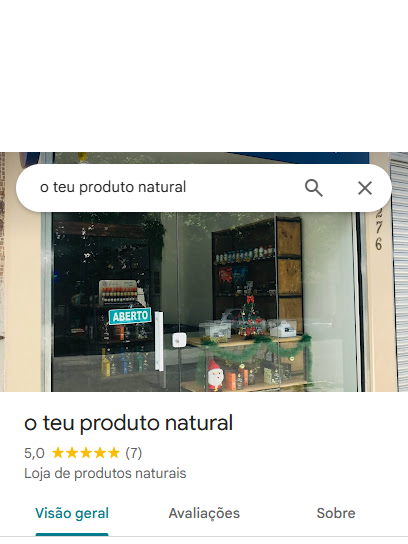 o teu produto natural
276
ABERTO
o teu produto natural
5,0 (7)
Loja de produtos naturais
Visão geral Avaliações Sobre